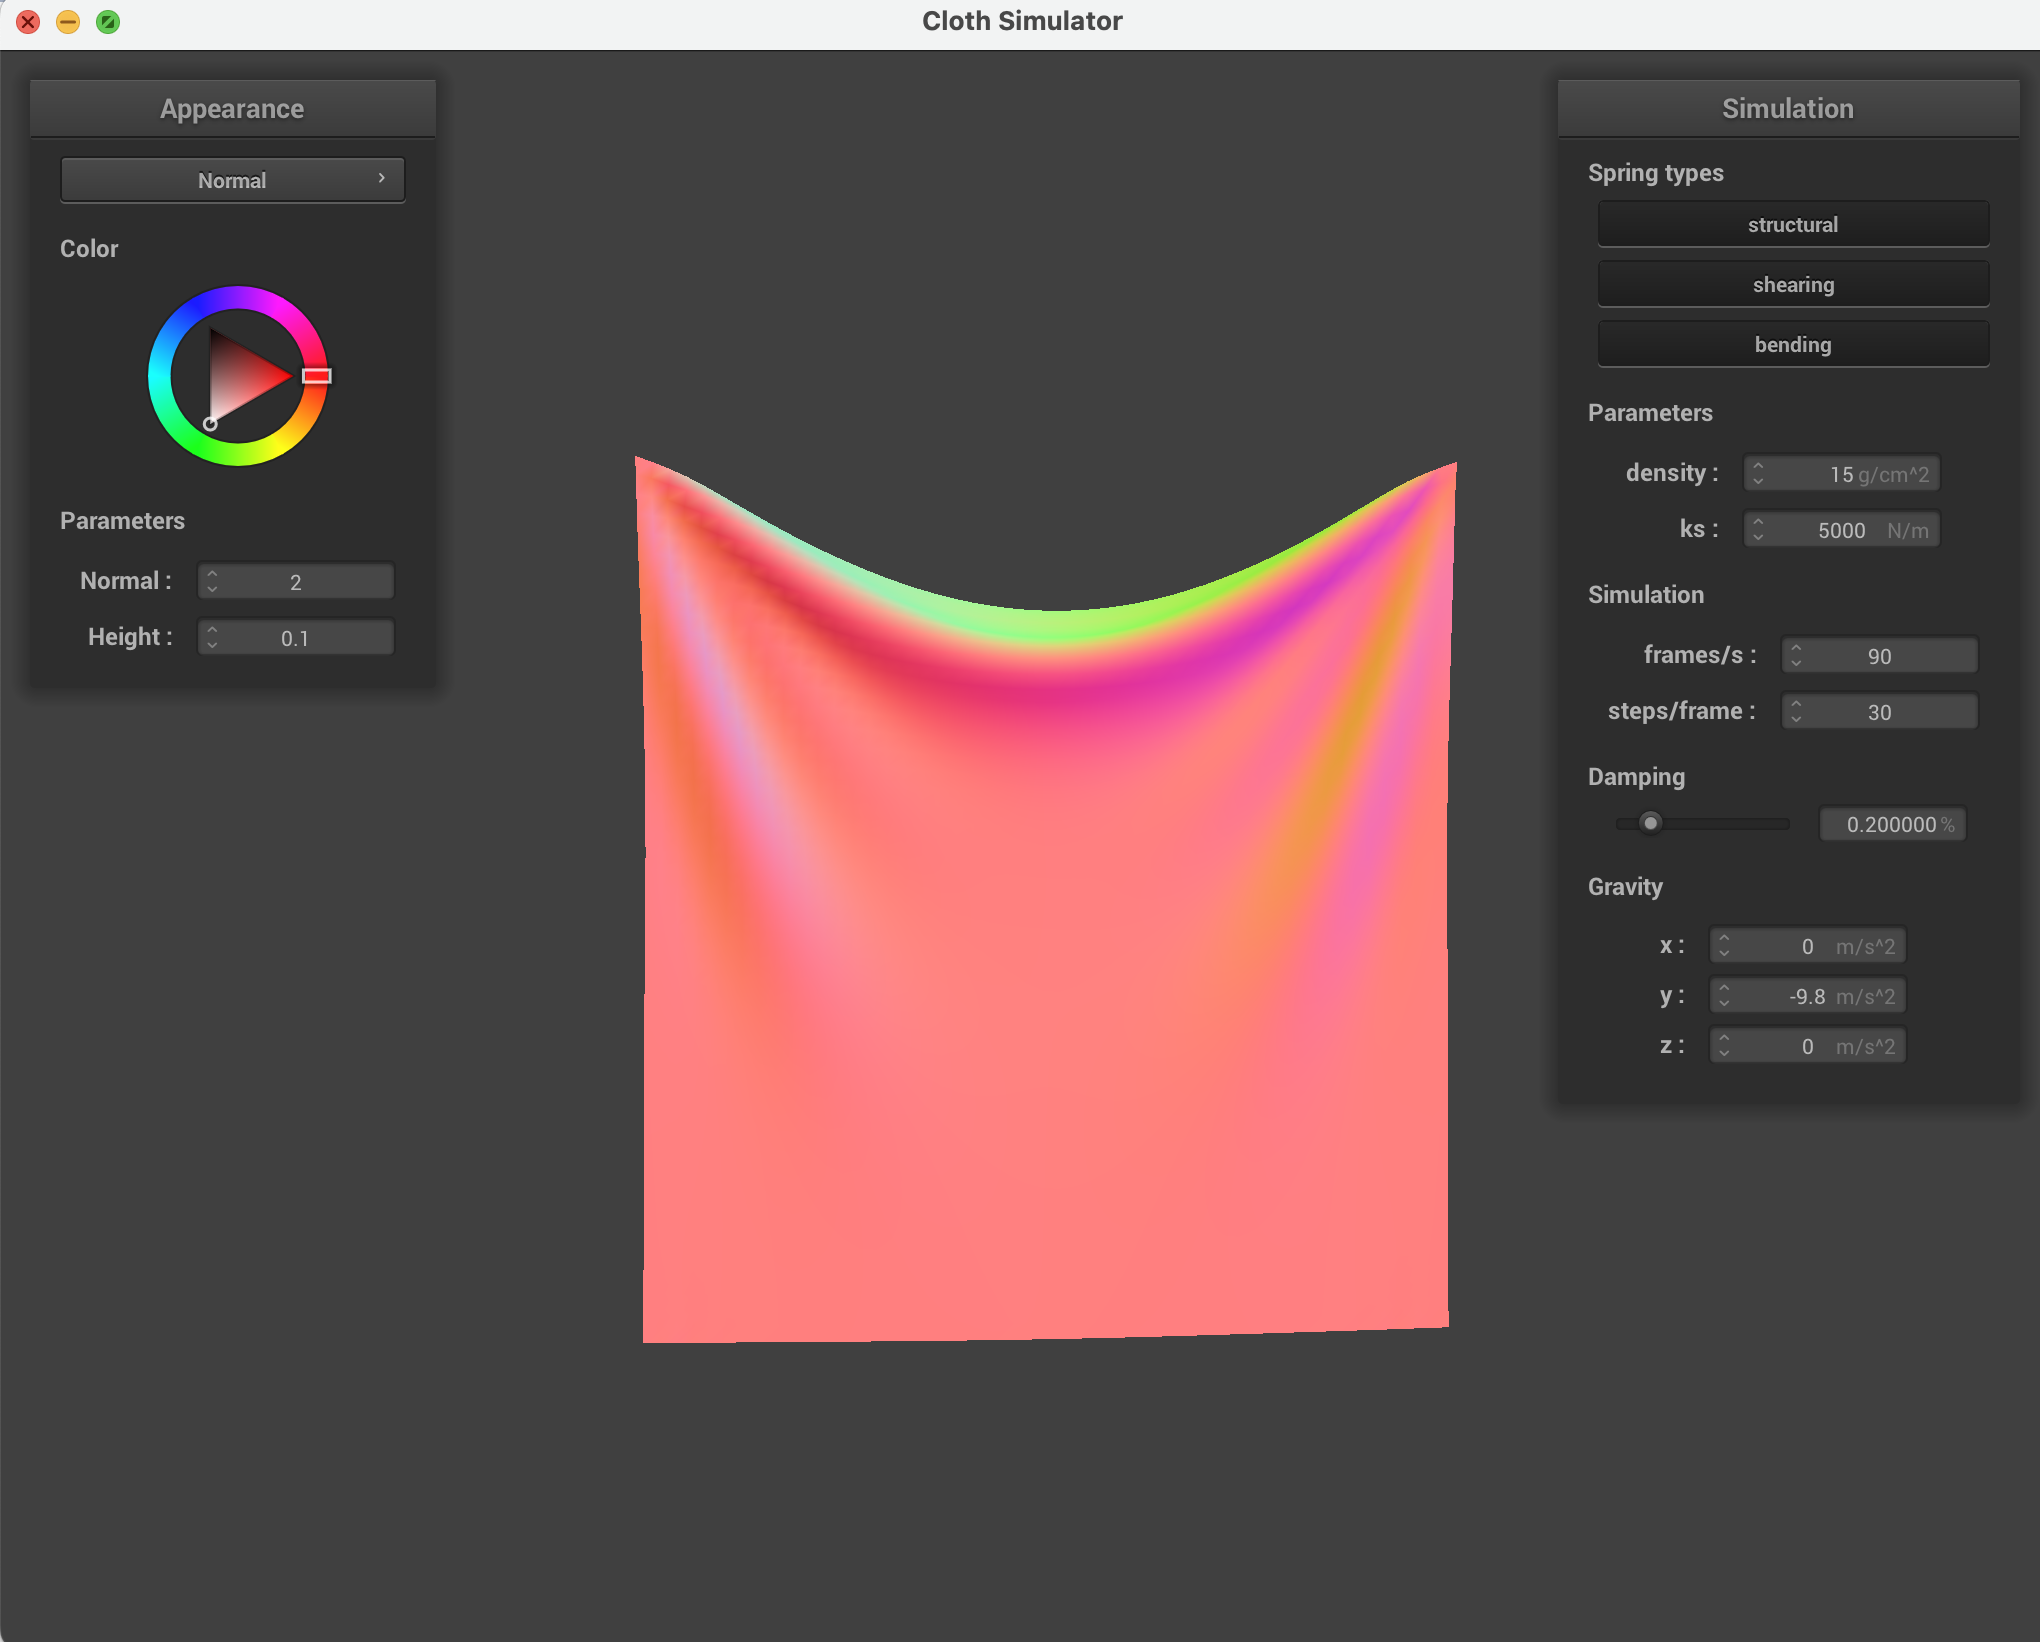 Cloth Simulator
Appearance
Normal
Color
Parameters
Normal : 2
Height : 0.1
Simulation
Spring types
structural
shearing
bending
Parameters
density : 15 g/cm^2
ks : 5000 N/m
Simulation
frames/s : 90
steps/frame : 30
Damping
0.200000 %
Gravity
x : 0 m/s^2
y : -9.8 m/s^2
z : 0 m/s^2